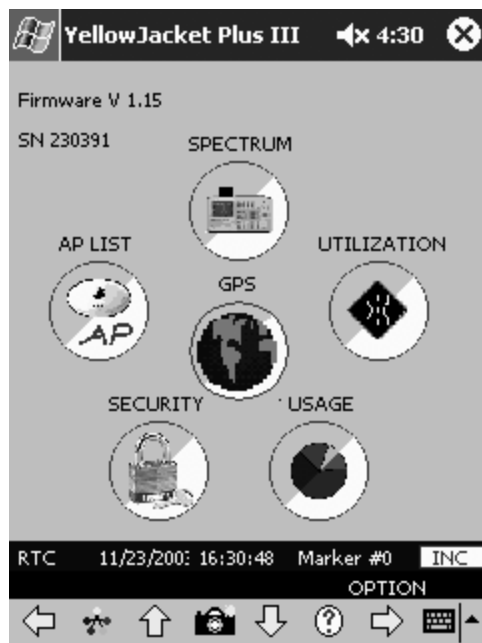 YellowJacket Plus III 4:30
Firmware V 1.15
SN 230391
SPECTRUM
AP LIST
UTILIZATION
AP
GPS
SECURITY
USAGE
RTC 16:30:48 Marker #0 INC
OPTION
?